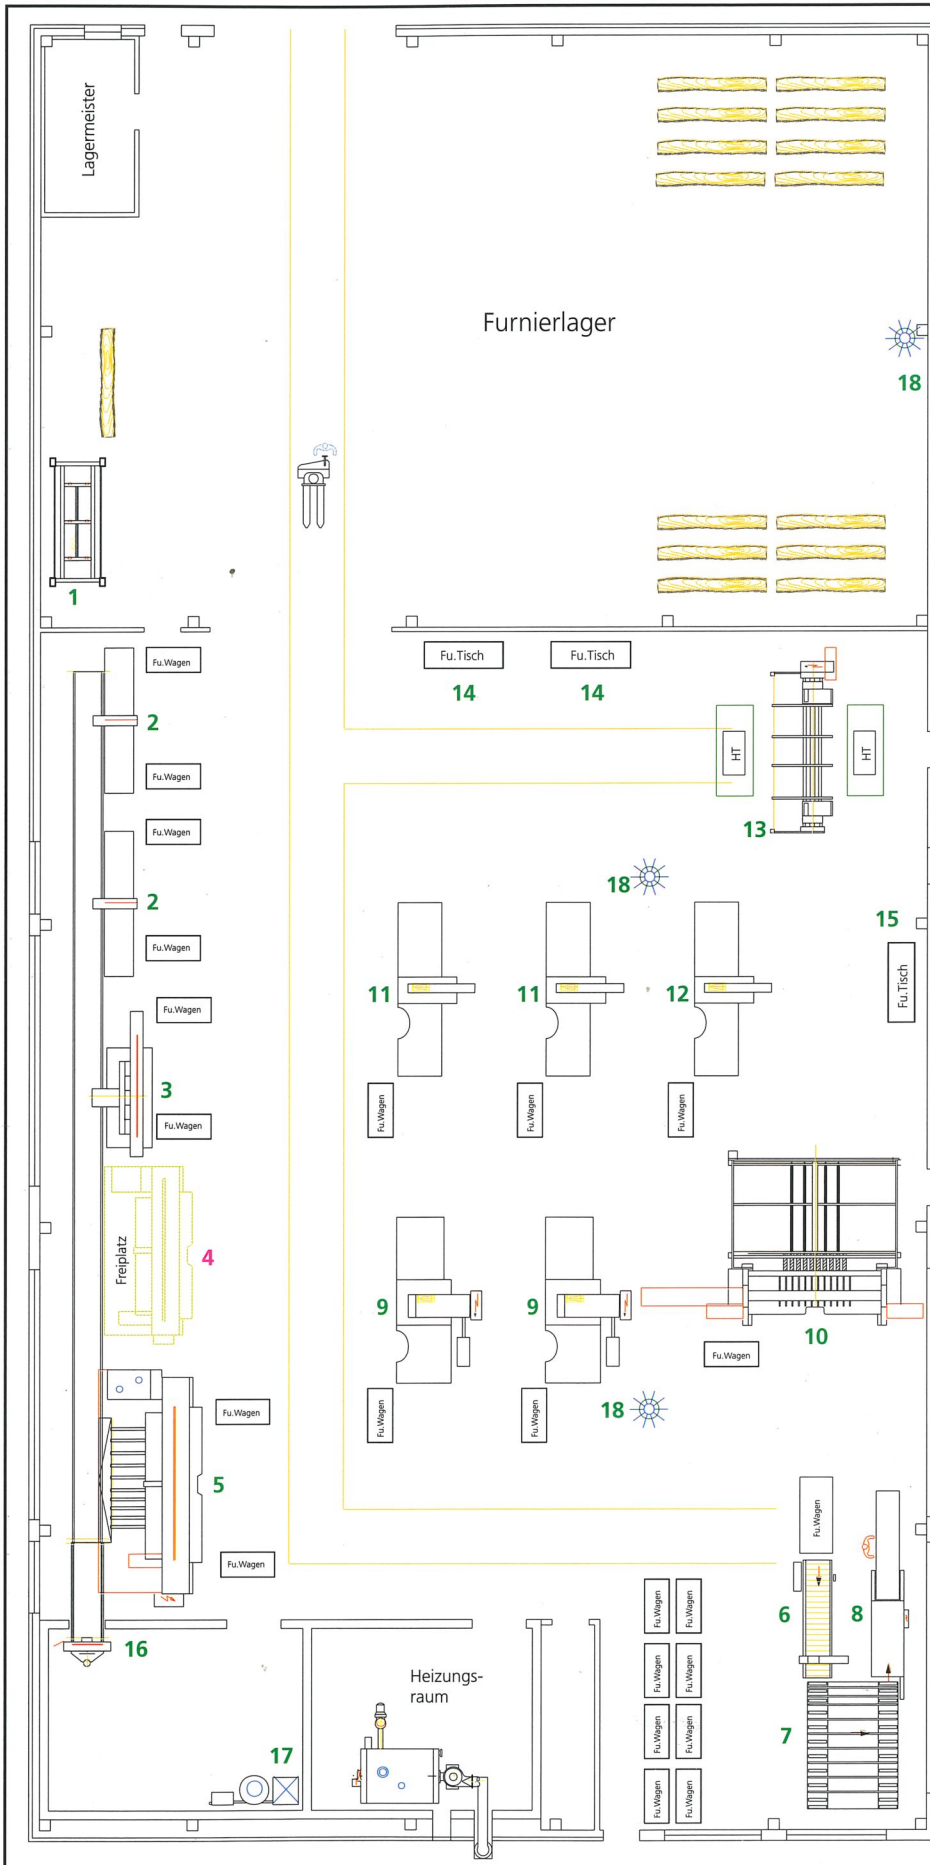 Lagermeister
Furnierlager
18
1
Fu.Wagen
2
Fu.Wagen
Fu.Tisch
14
Fu.Tisch
14
HT
HT
13
Fu.Wagen
2
Fu.Wagen
18
15
Fu.Tisch
11
11
12
Fu.Wagen
3
Fu.Wagen
Fu.Wagen
Fu.Wagen
Fu.Wagen
Freiplatz
4
9
9
10
Fu.Wagen
Fu.Wagen
5
Fu.Wagen
Fu.Wagen
Fu.Wagen
18
Fu.Wagen
6
8
Fu.Wagen
Fu.Wagen
Fu.Wagen
Fu.Wagen
Fu.Wagen
Fu.Wagen
Fu.Wagen
Fu.Wagen
7
16
Heizungs-
raum
17